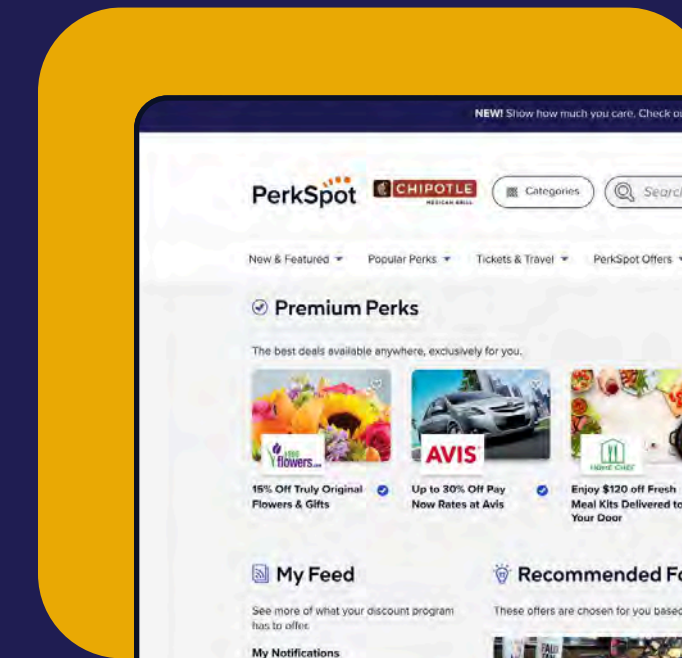 NEW! Show how much you care. Check ou
PerkSpot
CHIPOTLE
MEXICAN GRILL
Categories
Search
New & Featured
Popular Perks
Tickets & Travel
PerkSpot Offers
Premium Perks
The best deals available anywhere, exclusively for you.
flowers.com
AVIS
HOME CHEF
15% Off Truly Original
Flowers & Gifts
Up to 30% Off Pay
Now Rates at Avis
Enjoy $120 off Fresh
Meal Kits Delivered to
Your Door
My Feed
See more of what your discount program
has to offer.
My Notifications
Recommended Fo
These offers are chosen for you based